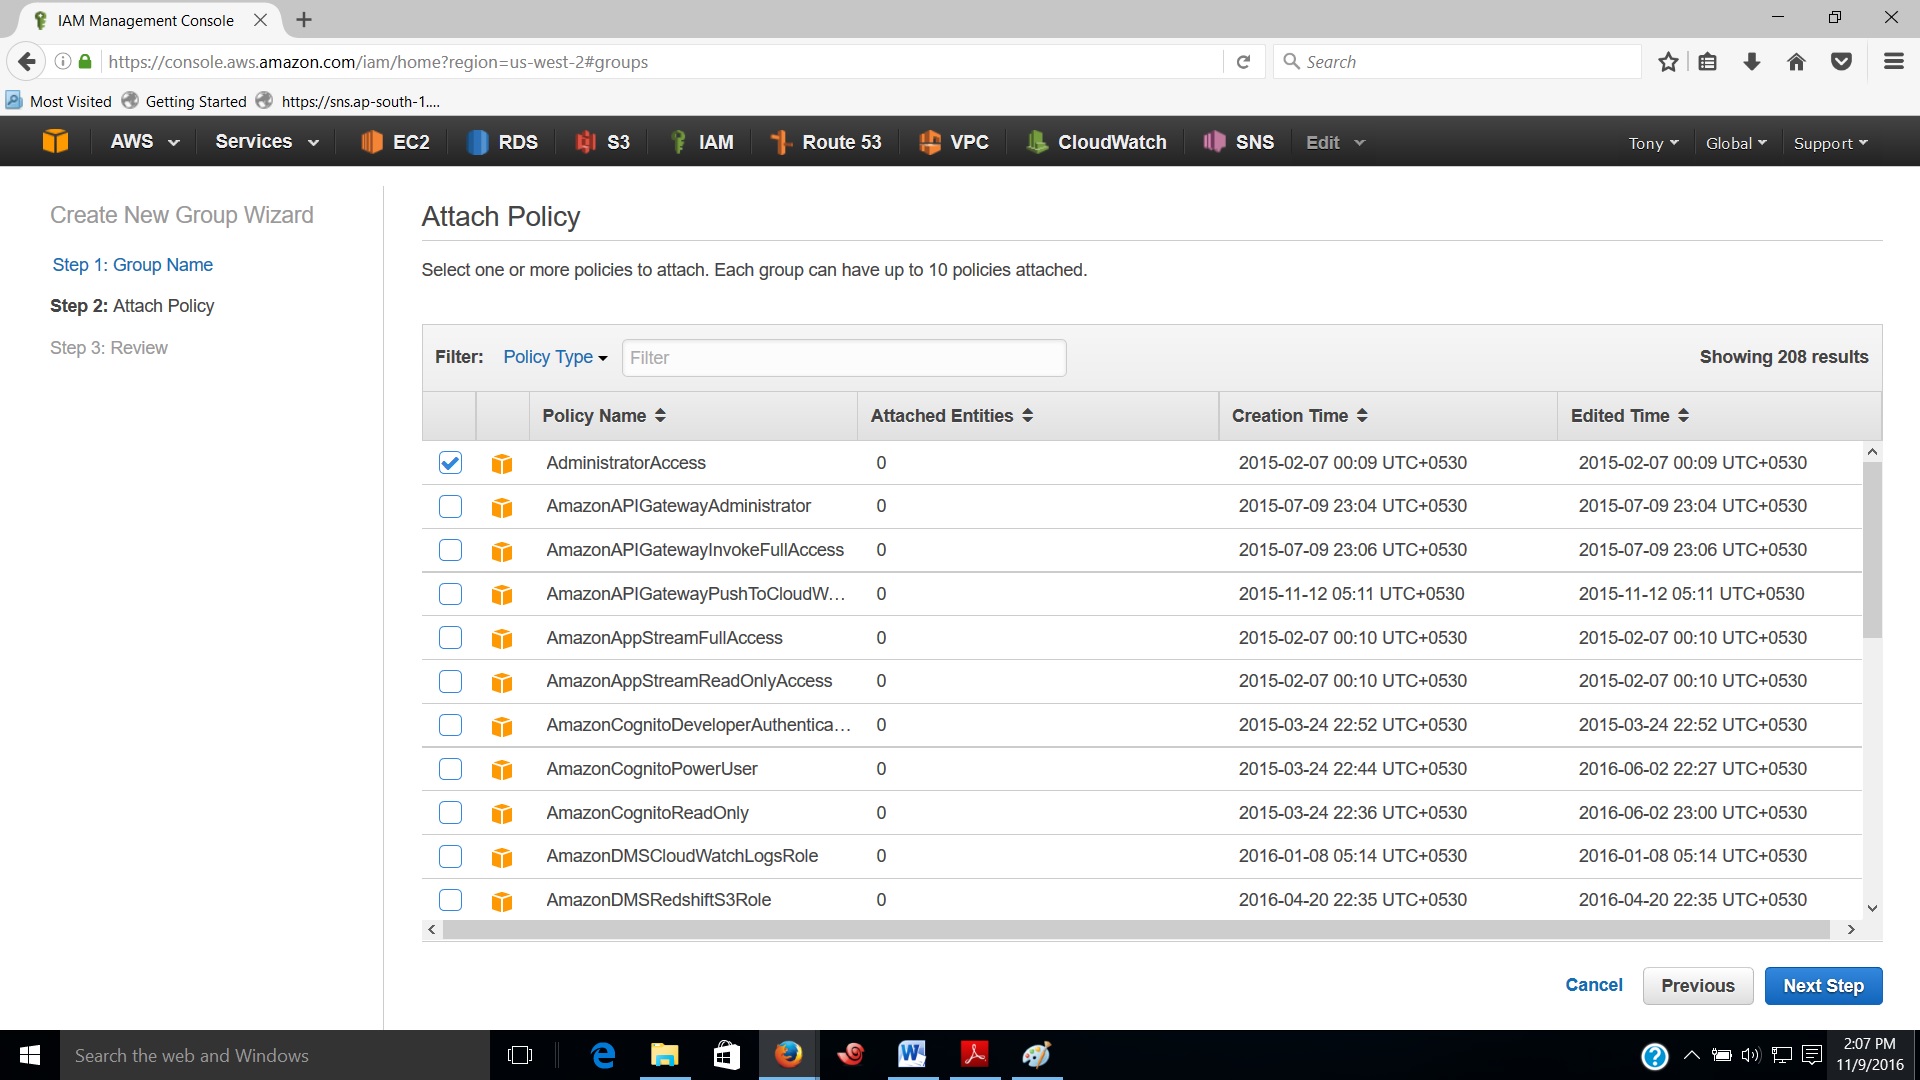 IAM Management Console
https://console.aws.amazon.com/iam/home?region=us-west-2#groups
Search
Most Visited Getting Started https://sns.ap-south-1....
AWS Services EC2 RDS S3 IAM Route 53 VPC CloudWatch SNS Edit Tony Global Support
Create New Group Wizard
Step 1: Group Name
Step 2: Attach Policy
Step 3: Review
Attach Policy
Select one or more policies to attach. Each group can have up to 10 policies attached.
Filter: Policy Type Filter Showing 208 results
Policy Name Attached Entities Creation Time Edited Time
AdministratorAccess 0 2015-02-07 00:09 UTC+0530 2015-02-07 00:09 UTC+0530
AmazonAPIGatewayAdministrator 0 2015-07-09 23:04 UTC+0530 2015-07-09 23:04 UTC+0530
AmazonAPIGatewayInvokeFullAccess 0 2015-07-09 23:06 UTC+0530 2015-07-09 23:06 UTC+0530
AmazonAPIGatewayPushToCloudW... 0 2015-11-12 05:11 UTC+0530 2015-11-12 05:11 UTC+0530
AmazonAppStreamFullAccess 0 2015-02-07 00:10 UTC+0530 2015-02-07 00:10 UTC+0530
AmazonAppStreamReadOnlyAccess 0 2015-02-07 00:10 UTC+0530 2015-02-07 00:10 UTC+0530
AmazonCognitoDeveloperAuthentica... 0 2015-03-24 22:52 UTC+0530 2015-03-24 22:52 UTC+0530
AmazonCognitoPowerUser 0 2015-03-24 22:44 UTC+0530 2016-06-02 22:27 UTC+0530
AmazonCognitoReadOnly 0 2015-03-24 22:36 UTC+0530 2016-06-02 23:00 UTC+0530
AmazonDMSCloudWatchLogsRole 0 2016-01-08 05:14 UTC+0530 2016-01-08 05:14 UTC+0530
AmazonDMSRedshiftS3Role 0 2016-04-20 22:35 UTC+0530 2016-04-20 22:35 UTC+0530
Cancel Previous Next Step
Search the web and Windows
2:07 PM
11/9/2016